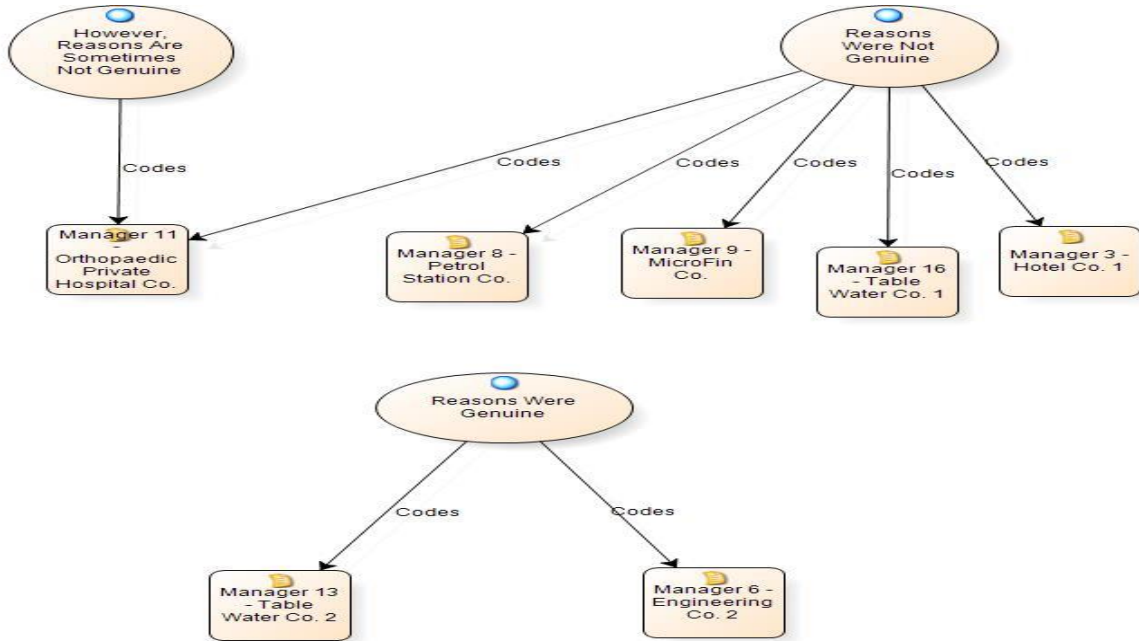 However,
Reasons Are
Sometimes
Not Genuine
Reasons
Were Not
Genuine
Codes
Codes
Codes
Codes
Codes
Codes
Manager 11
-
Orthopaedic
Private
Hospital Co.
Manager 8 -
Petrol
Station Co.
Manager 9 -
MicroFin
Co.
Manager 16
- Table
Water Co. 1
Manager 3 -
Hotel Co. 1
Reasons Were
Genuine
Codes
Codes
Manager 13
- Table
Water Co. 2
Manager 6 -
Engineering
Co. 2